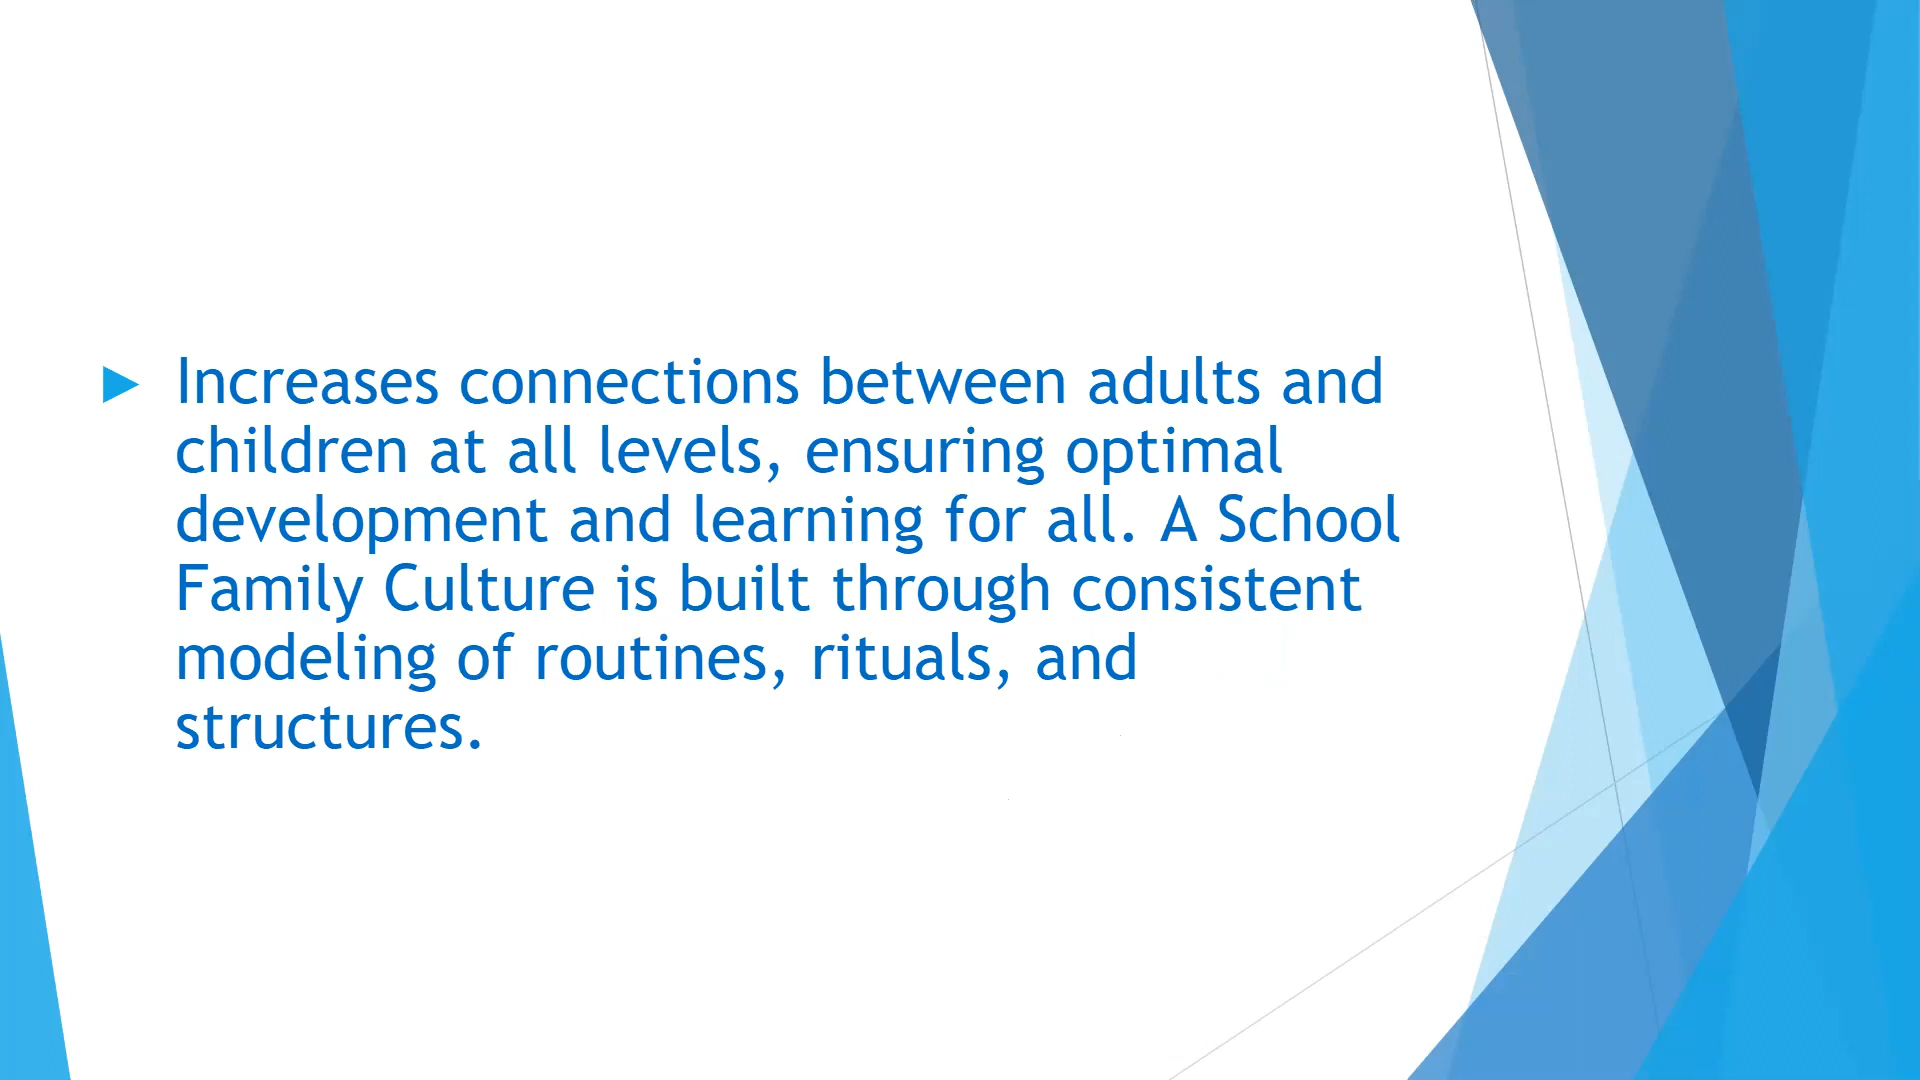 Increases connections between adults and
children at all levels, ensuring optimal
development and learning for all. A School
Family Culture is built through consistent
modeling of routines, rituals, and
structures.